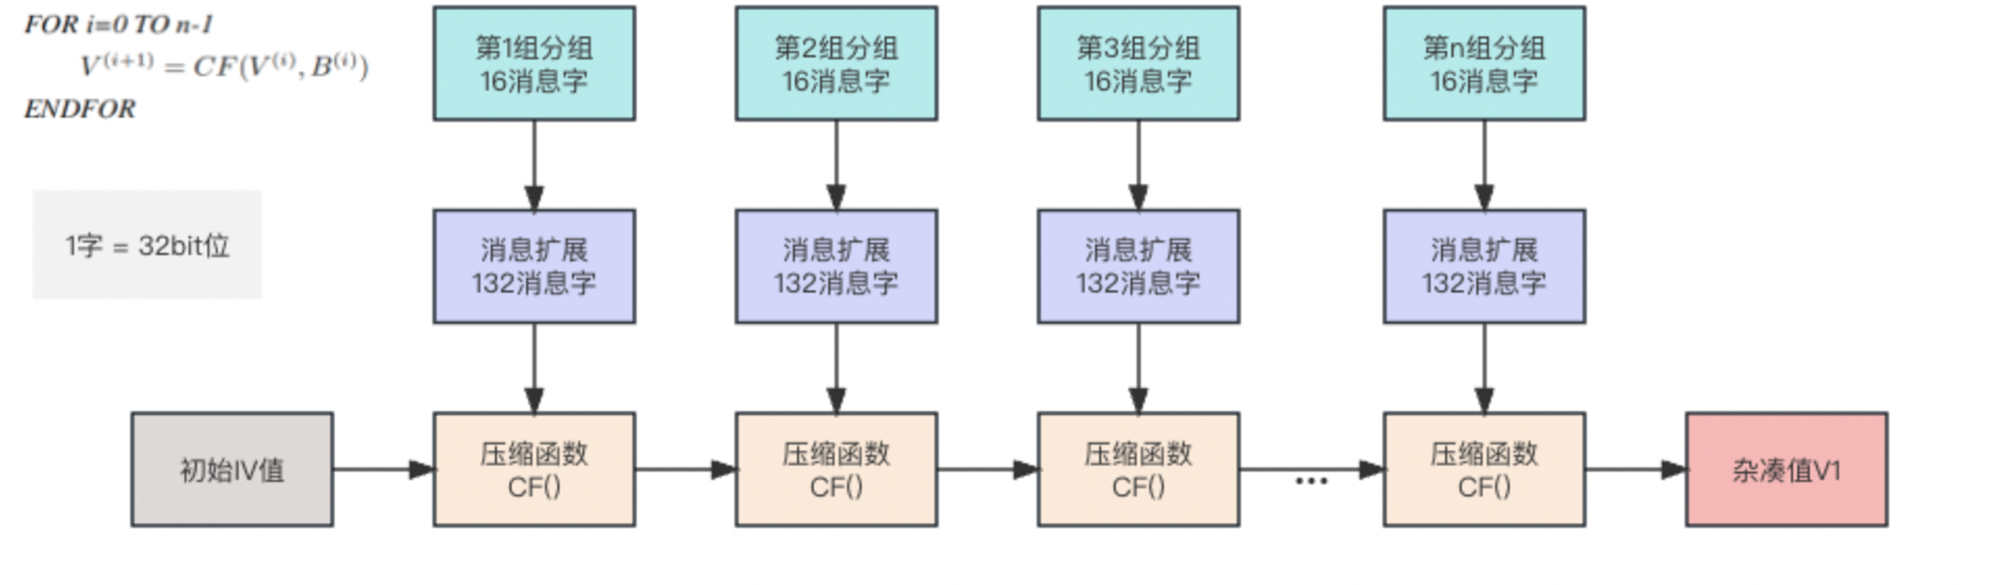 FOR i=0 TO n-1
V^(i+1) = CF(V^(i), B^(i))
ENDFOR
1字 = 32bit位
第1组分组
16消息字
第2组分组
16消息字
第3组分组
16消息字
第n组分组
16消息字
消息扩展
132消息字
消息扩展
132消息字
消息扩展
132消息字
消息扩展
132消息字
初始IV值
压缩函数
CF()
压缩函数
CF()
压缩函数
CF()
...
压缩函数
CF()
杂凑值V1